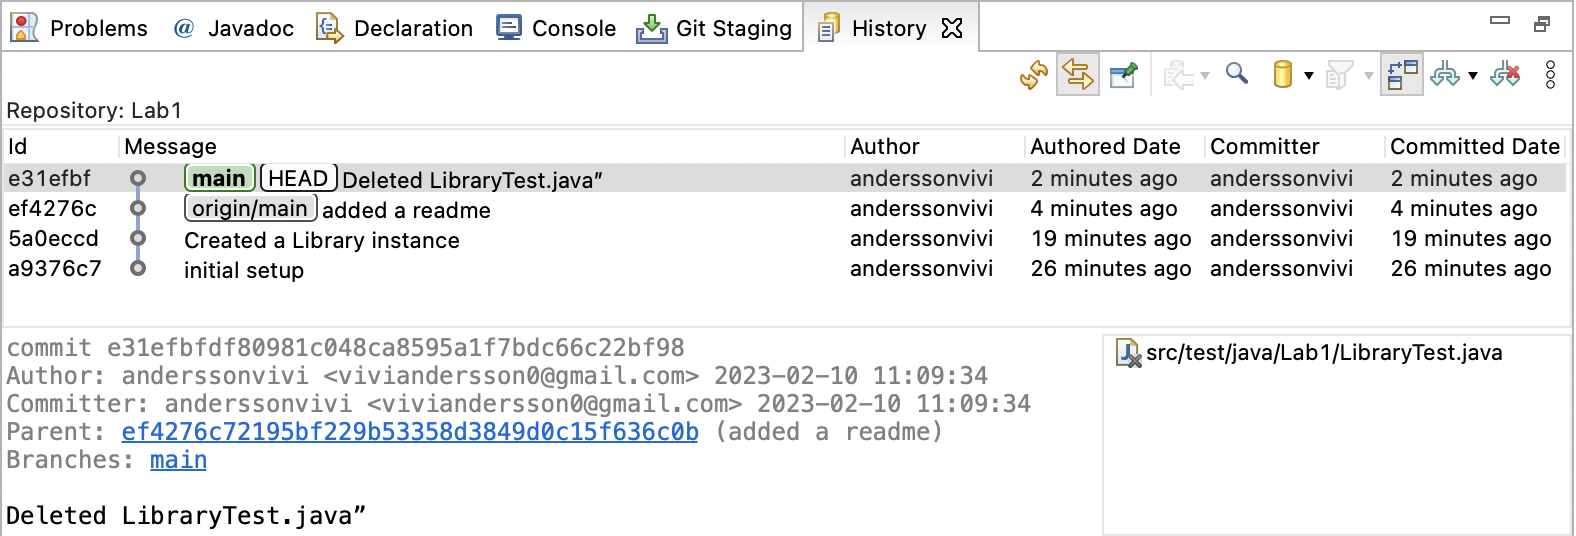 Problems @ Javadoc Declaration Console Git Staging History
Repository: Lab1
Id Message Author Authored Date Committer Committed Date
e31efbf main HEAD Deleted LibraryTest.java” anderssonvivi 2 minutes ago anderssonvivi 2 minutes ago
ef4276c origin/main added a readme anderssonvivi 4 minutes ago anderssonvivi 4 minutes ago
5a0eccd Created a Library instance anderssonvivi 19 minutes ago anderssonvivi 19 minutes ago
a9376c7 initial setup anderssonvivi 26 minutes ago anderssonvivi 26 minutes ago
commit e31efbfdf80981c048ca8595a1f7bdc66c22bf98
Author: anderssonvivi <viviandersson0@gmail.com> 2023-02-10 11:09:34
Committer: anderssonvivi <viviandersson0@gmail.com> 2023-02-10 11:09:34
Parent: ef4276c72195bf229b53358d3849d0c15f636c0b (added a readme)
Branches: main
Deleted LibraryTest.java”
src/test/java/Lab1/LibraryTest.java